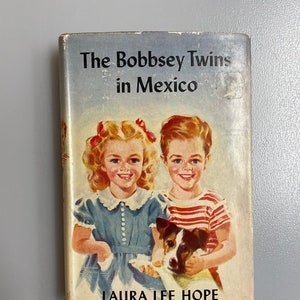 The Bobbsey Twins
in Mexico
LAURA LEE HOPE